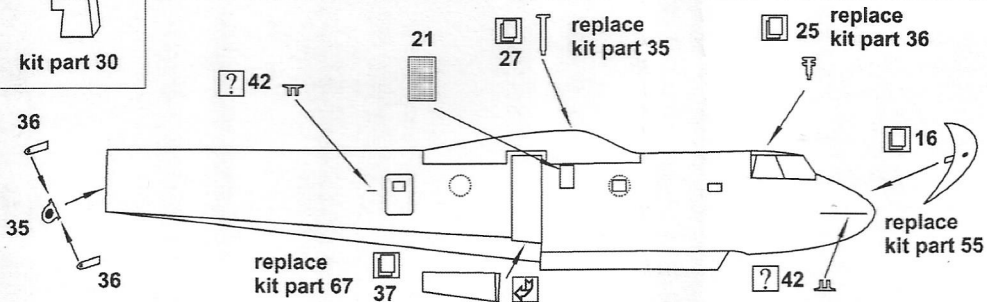 kit part 30
36
35
36
? 42
21
27
replace
kit part 35
25
replace
kit part 36
16
replace
kit part 55
replace
kit part 67
37
? 42